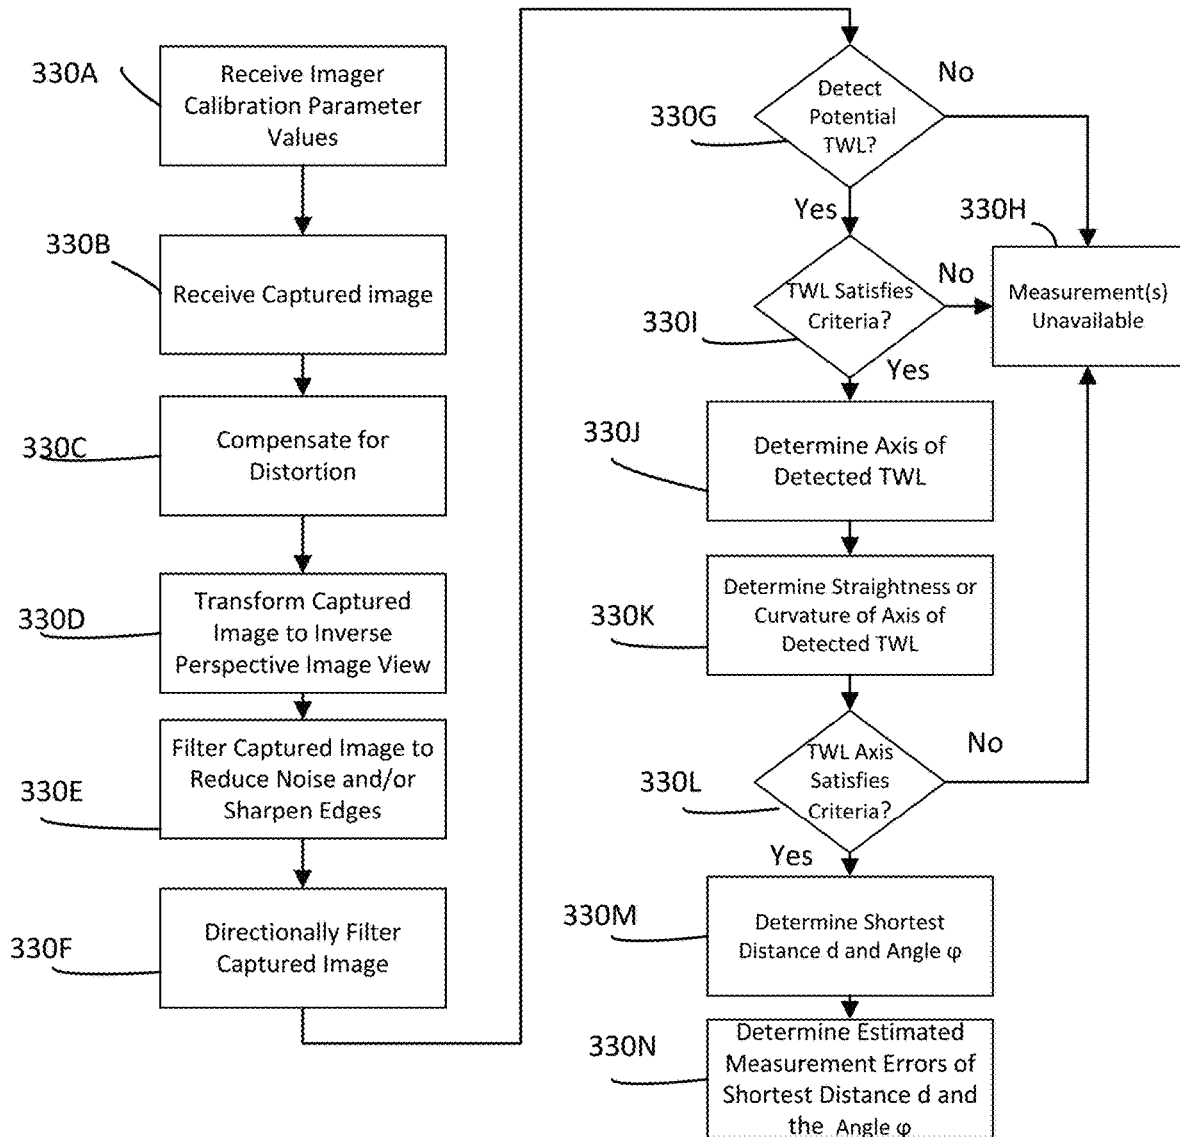 330A
Receive Imager
Calibration Parameter
Values
330B
Receive Captured image
330C
Compensate for
Distortion
330D
Transform Captured
Image to Inverse
Perspective Image View
330E
Filter Captured Image to
Reduce Noise and/or
Sharpen Edges
330F
Directionally Filter
Captured Image
330G
Detect
Potential
TWL?
No
Yes
330H
Measurement(s)
Unavailable
330I
TWL Satisfies
Criteria?
No
Yes
330J
Determine Axis of
Detected TWL
330K
Determine Straightness or
Curvature of Axis of
Detected TWL
330L
TWL Axis
Satisfies
Criteria?
No
Yes
330M
Determine Shortest
Distance d and Angle φ
330N
Determine Estimated
Measurement Errors of
Shortest Distance d and
the Angle φ